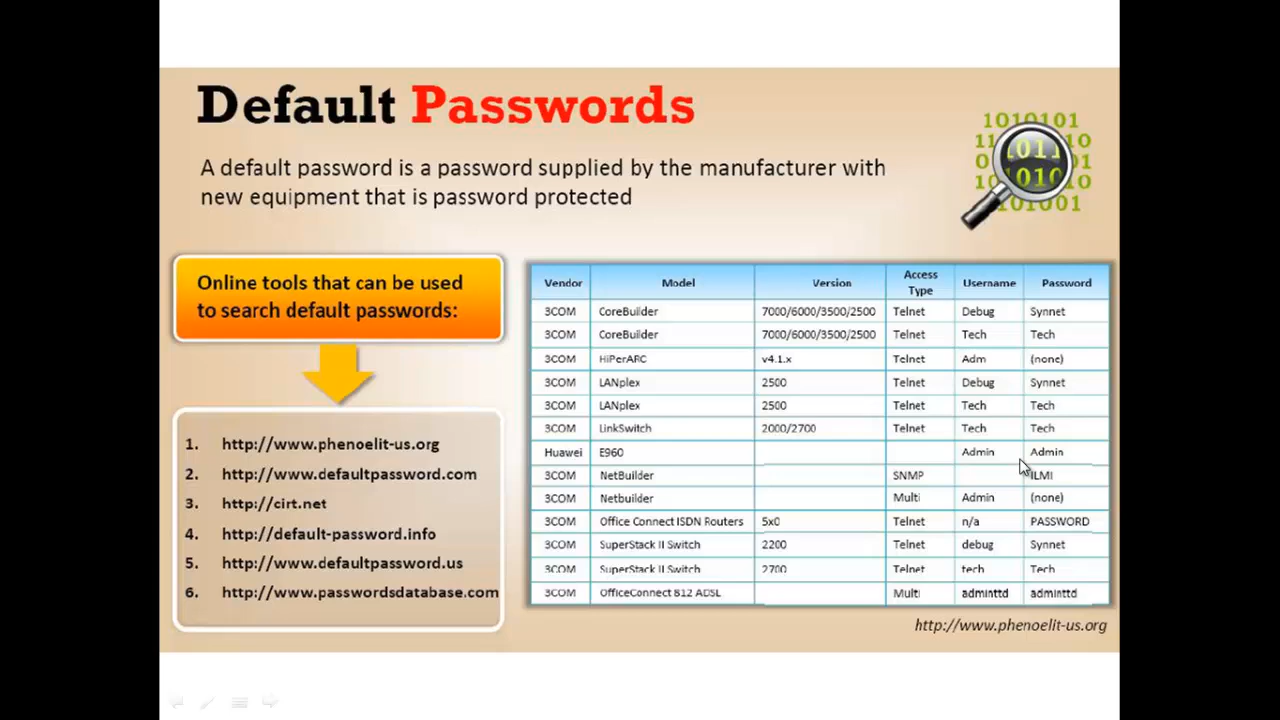 Default Passwords
A default password is a password supplied by the manufacturer with
new equipment that is password protected
1010101
101001
Online tools that can be used
to search default passwords:
1. http://www.phenoelit-us.org
2. http://www.defaultpassword.com
3. http://cirt.net
4. http://default-password.info
5. http://www.defaultpassword.us
6. http://www.passwordsdatabase.com
Vendor Model Version Access Type Username Password
3COM CoreBuilder 7000/6000/3500/2500 Telnet Debug Synnet
3COM CoreBuilder 7000/6000/3500/2500 Telnet Tech Tech
3COM HiPerARC v4.1.x Telnet Adm (none)
3COM LANplex 2500 Telnet Debug Synnet
3COM LANplex 2500 Telnet Tech Tech
3COM LinkSwitch 2000/2700 Telnet Tech Tech
Huawei E960 Admin Admin
3COM NetBuilder SNMP ILMI
3COM Netbuilder Multi Admin (none)
3COM Office Connect ISDN Routers 5x0 Telnet n/a PASSWORD
3COM SuperStack II Switch 2200 Telnet debug Synnet
3COM SuperStack II Switch 2700 Telnet tech Tech
3COM OfficeConnect 812 ADSL Multi adminttd adminttd
http://www.phenoelit-us.org